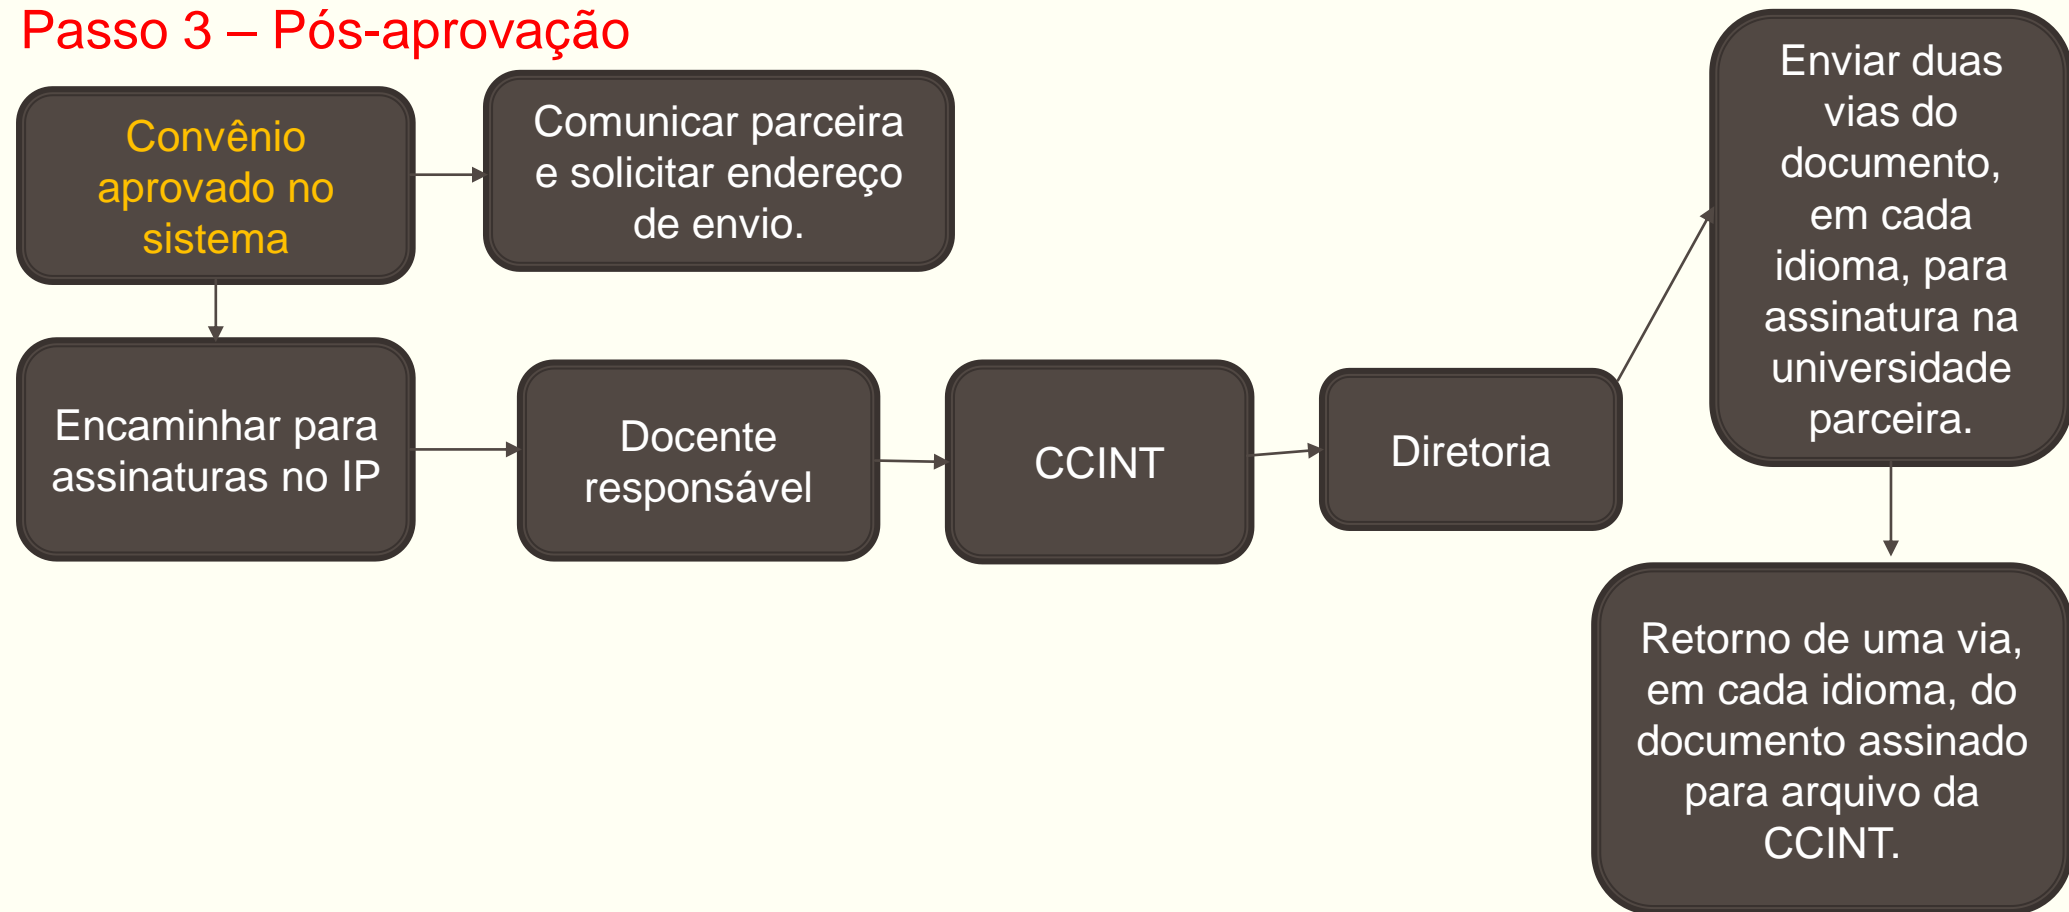 Passo 3 – Pós-aprovação
Convênio
aprovado no
sistema
Comunicar parceira
e solicitar endereço
de envio.
Encaminhar para
assinaturas no IP
Docente
responsável
CCINT
Diretoria
Enviar duas
vias do
documento,
em cada
idioma, para
assinatura na
universidade
parceira.
Retorno de uma via,
em cada idioma, do
documento assinado
para arquivo da
CCINT.